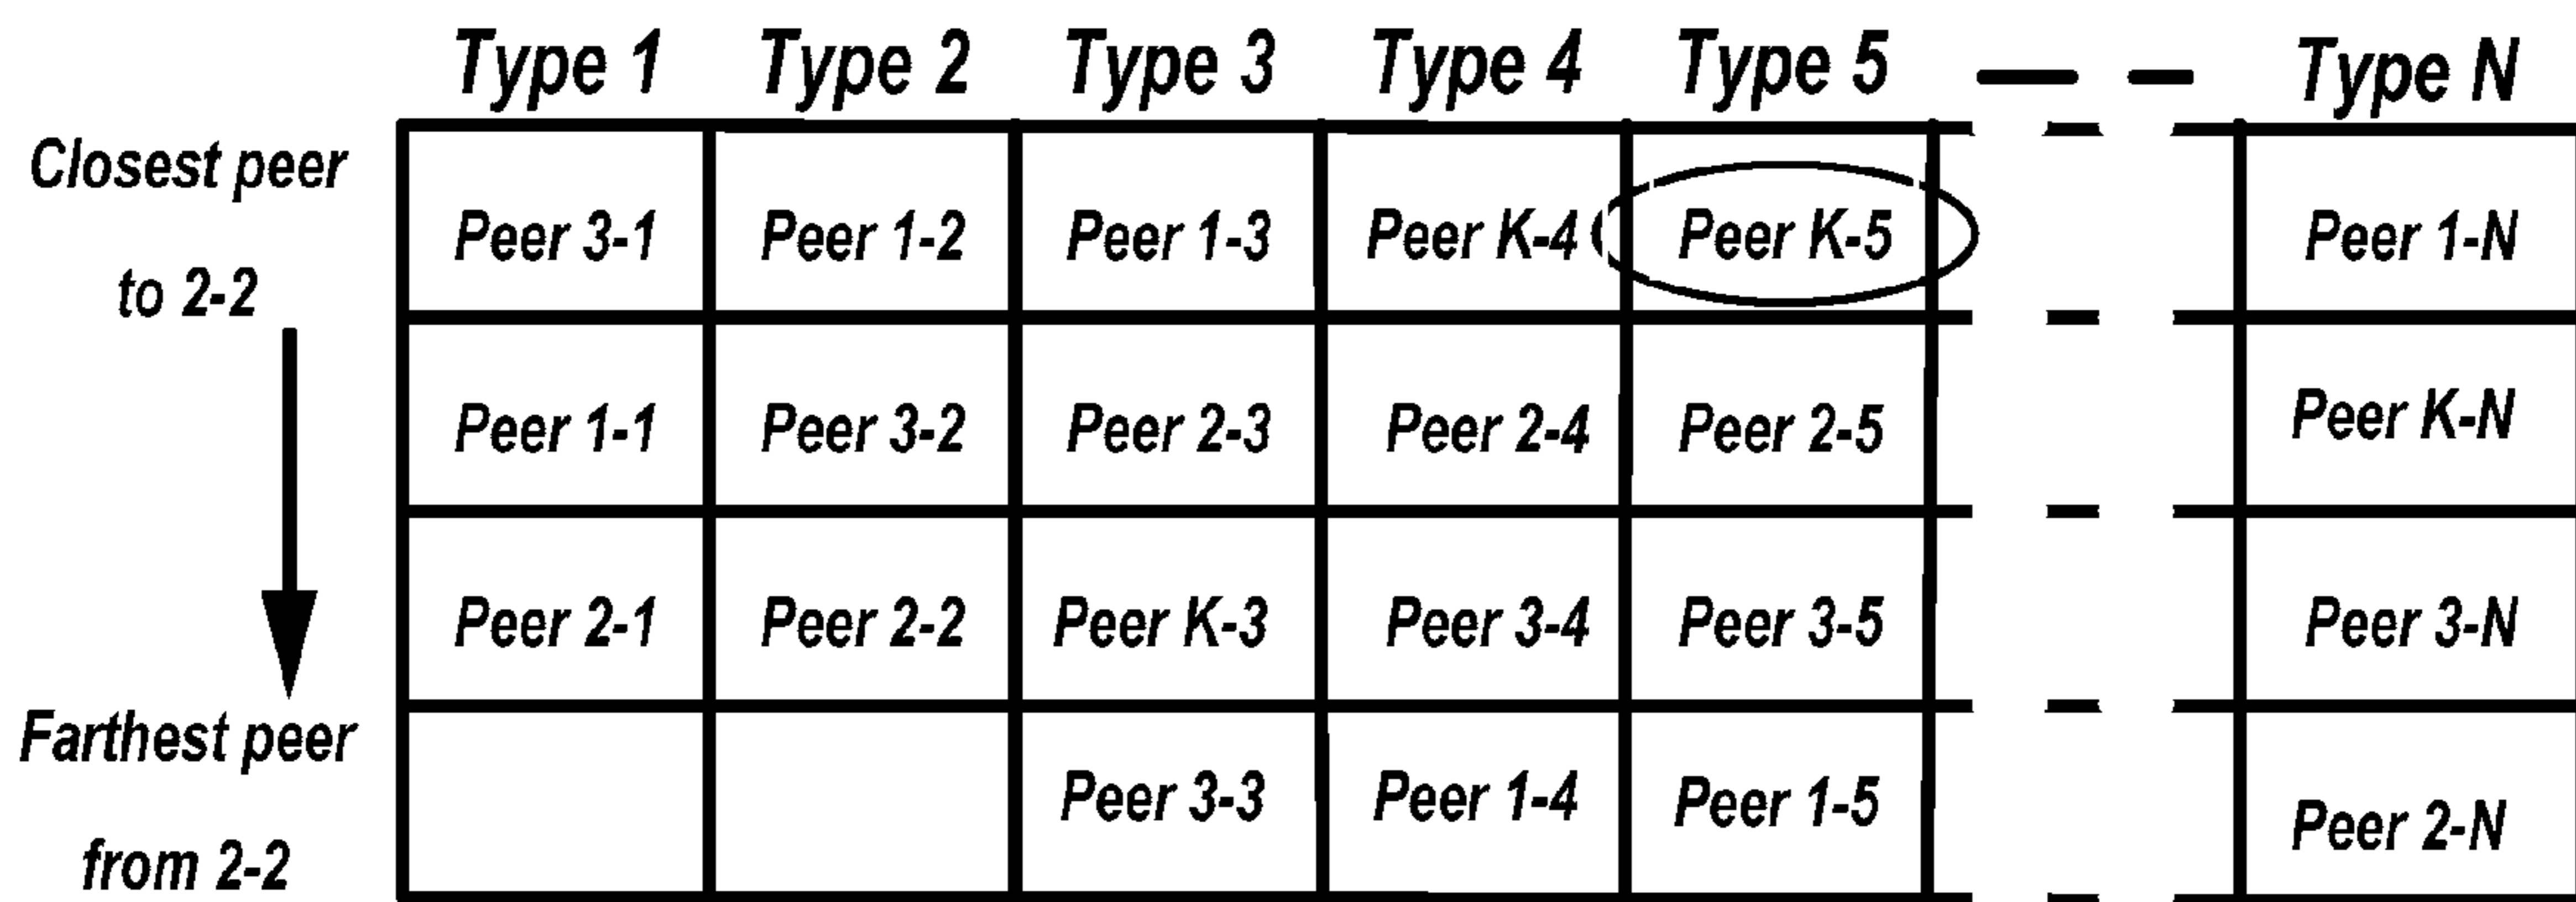 Type 1 Type 2 Type 3 Type 4 Type 5 Type N
Closest peer
to 2-2
Peer 3-1 Peer 1-2 Peer 1-3 Peer K-4 Peer K-5 Peer 1-N
Peer 1-1 Peer 3-2 Peer 2-3 Peer 2-4 Peer 2-5 Peer K-N
Peer 2-1 Peer 2-2 Peer K-3 Peer 3-4 Peer 3-5 Peer 3-N
Farthest peer
from 2-2
Peer 3-3 Peer 1-4 Peer 1-5 Peer 2-N